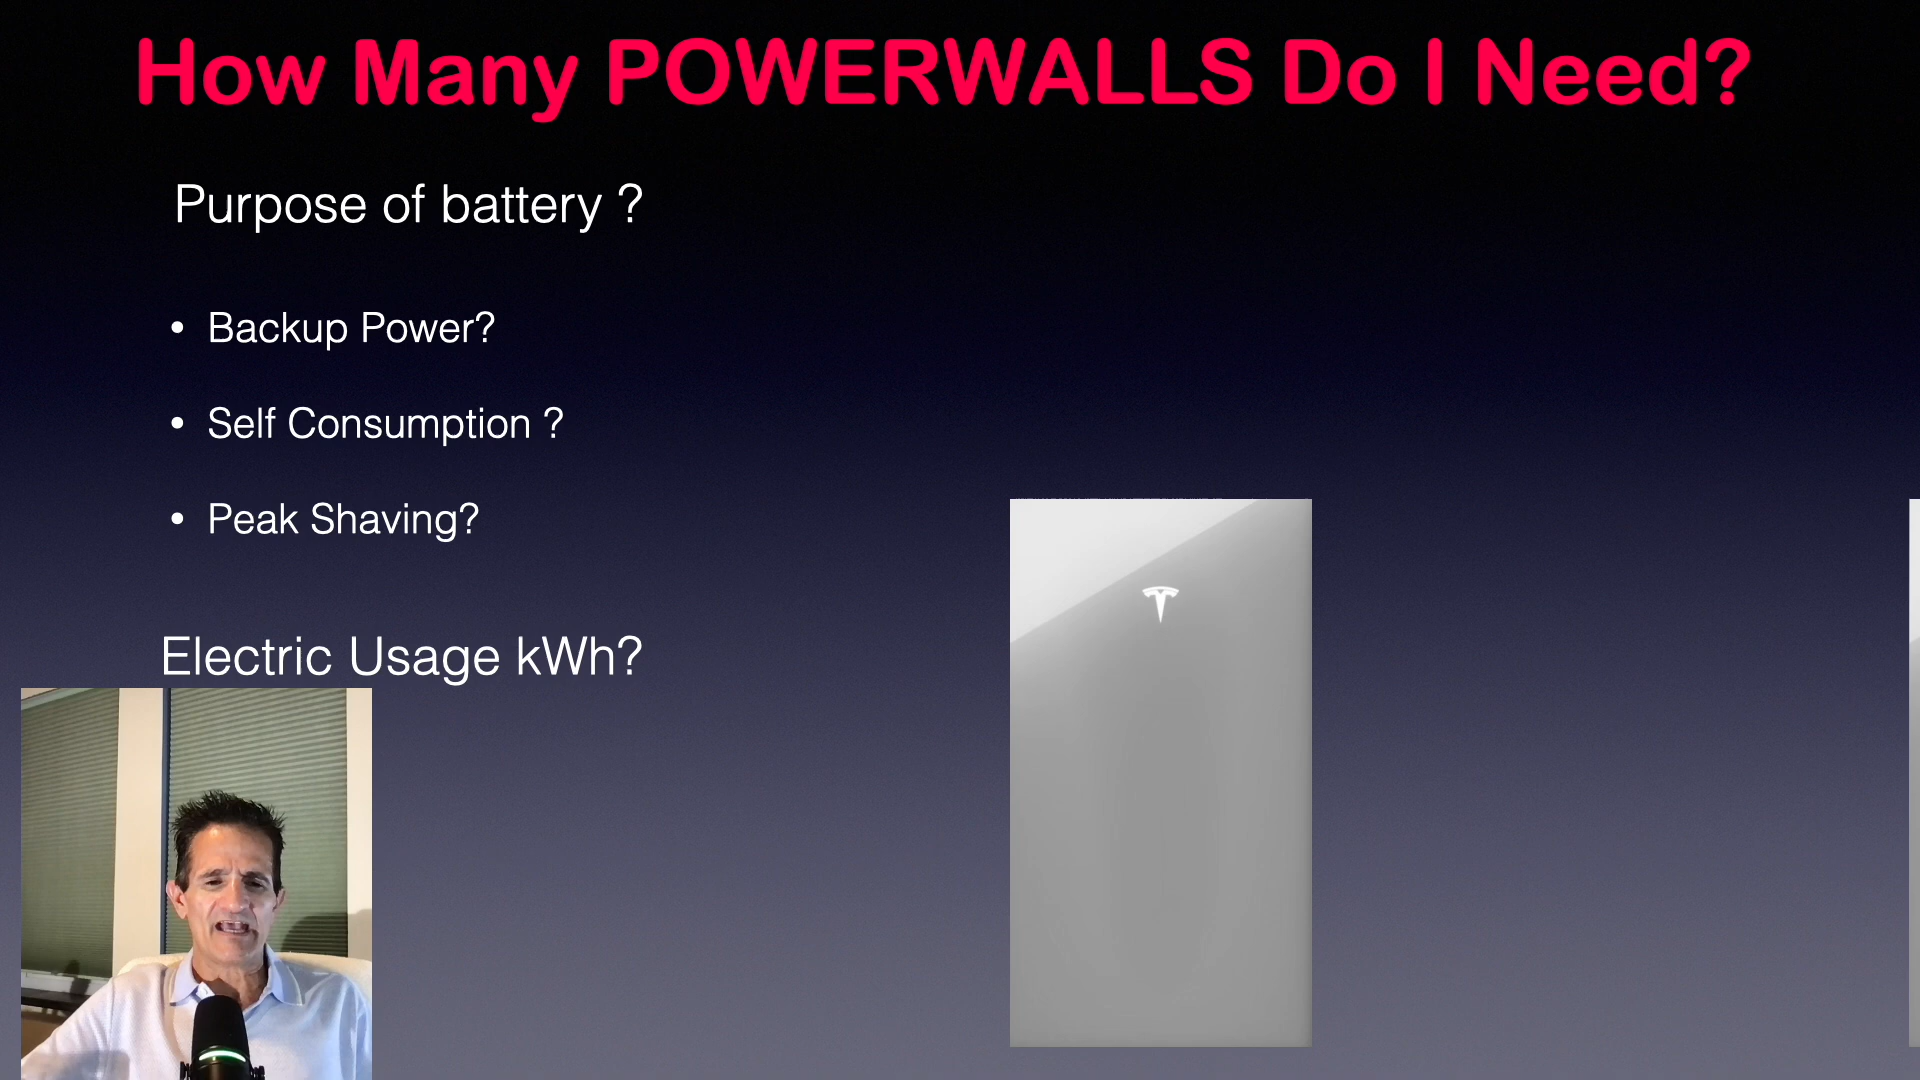 How Many POWERWALLS Do I Need?
Purpose of battery ?
• Backup Power?
• Self Consumption ?
• Peak Shaving?
Electric Usage kWh?